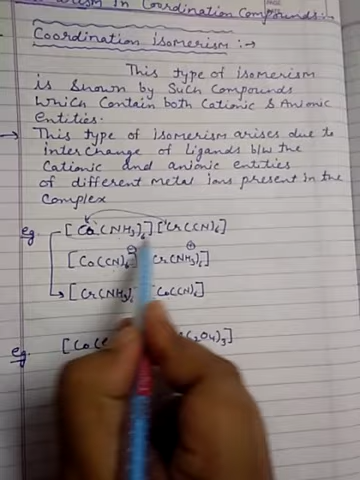 in Coordination Compounds:-
Coordination isomerism :→
This type of isomerism
is shown by Such Compounds
which Contain both Cationic & Anionic
Entities.
→ This type of isomerism arises due to
interchange of Ligands b/w the
Cationic and anionic entities
of different metal ions present in the
Complex
eg. [Co(NH3)6][Cr(CN)6]
[Co(CN)6]⊖ Cr(NH3)6]⊕
[Cr(NH3)6 Co(CN)]
eg. [Co(e 2O4)3]